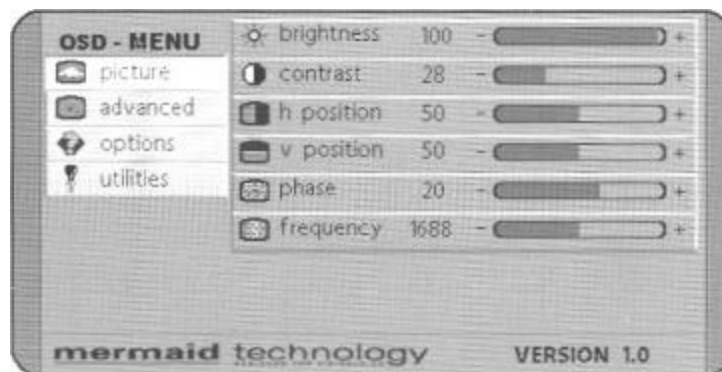 OSD - MENU
picture
advanced
options
utilities
brightness 100 - +
contrast 28 - +
h position 50 - +
v position 50 - +
phase 20 - +
frequency 1688 - +
mermaid technology
VERSION 1.0